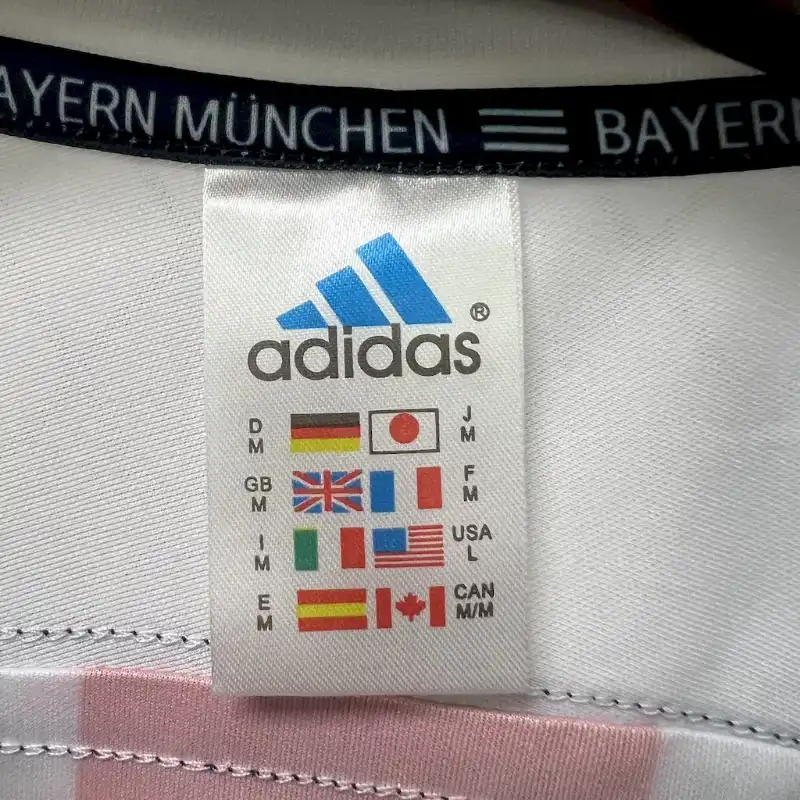 AYERN MÜNCHEN BAYERN
adidas®
D M J M
GB M F M
I M USA L
E M CAN M/M